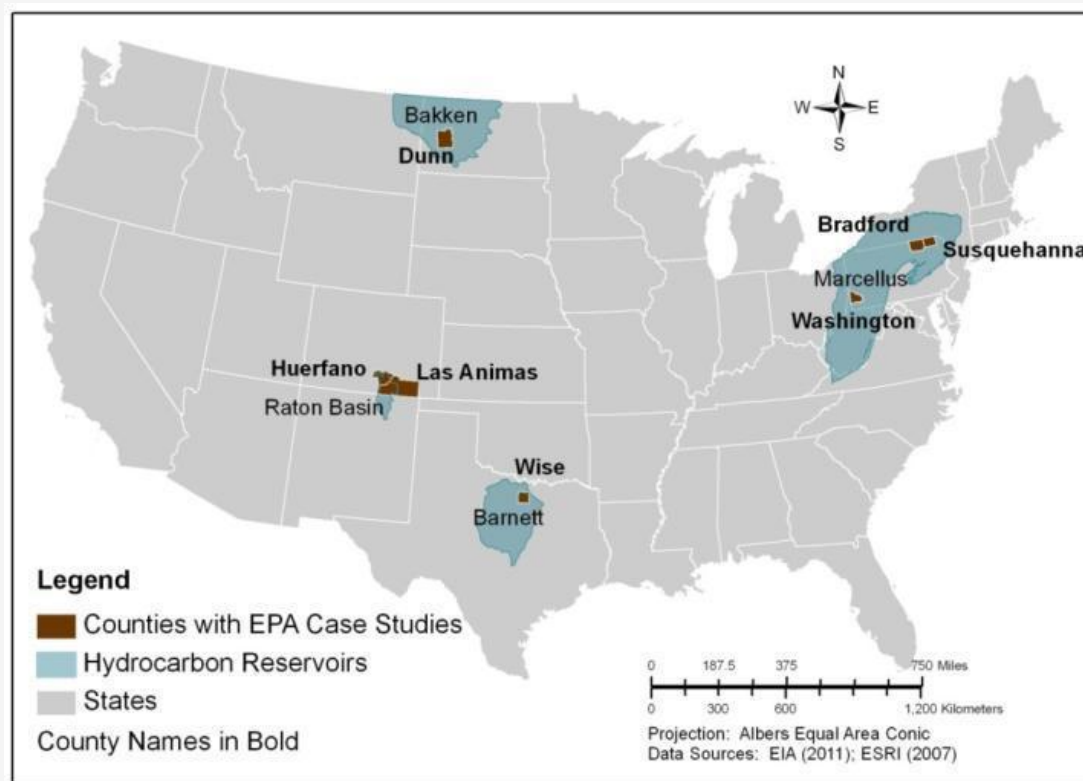 N
W E
S
Bakken
Dunn
Bradford
Susquehanna
Marcellus
Washington
Huerfano
Las Animas
Raton Basin
Wise
Barnett
Legend
Counties with EPA Case Studies
Hydrocarbon Reservoirs
States
County Names in Bold
0 187.5 375 750 Miles
0 300 600 1,200 Kilometers
Projection: Albers Equal Area Conic
Data Sources: EIA (2011); ESRI (2007)